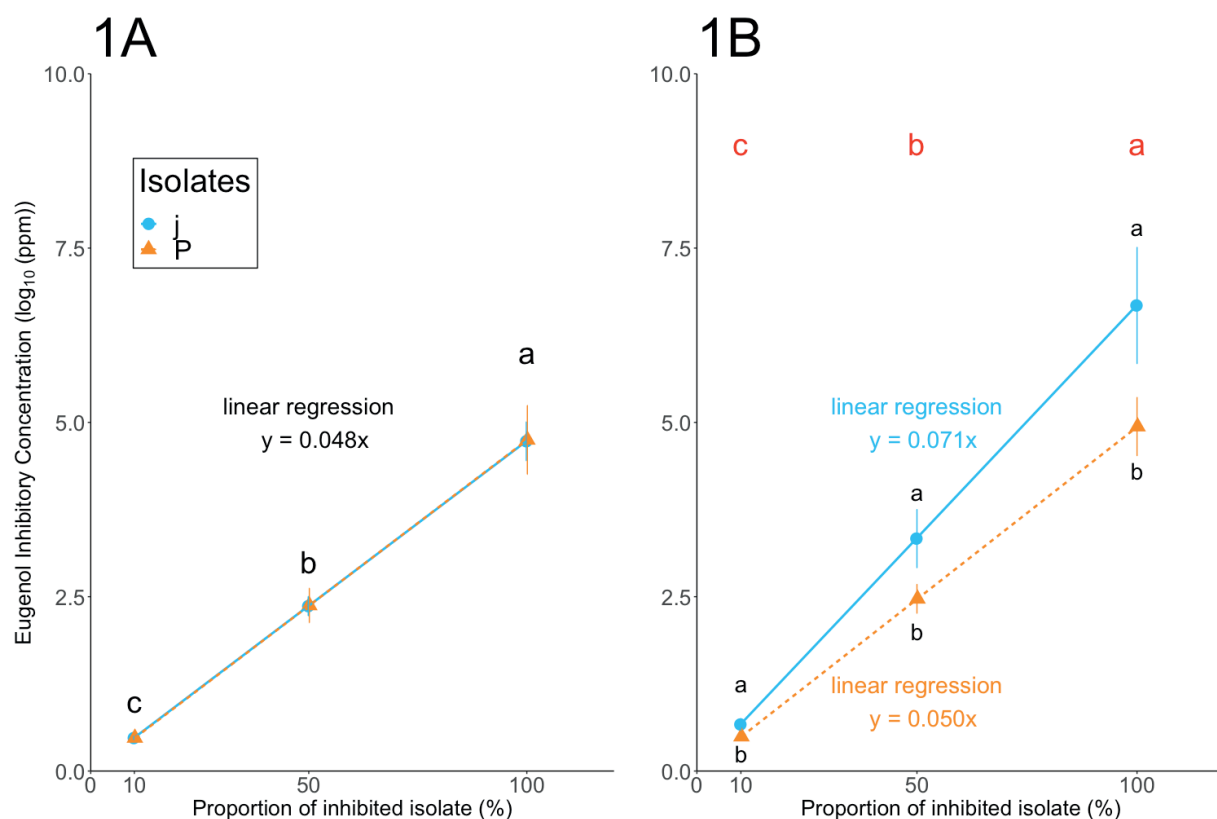 1A
10.0
7.5
5.0
2.5
0.0
Eugenol Inhibitory Concentration (log₁₀ (ppm))
Isolates
j
P
a
linear regression
y = 0.048x
b
c
0
10
50
100
Proportion of inhibited isolate (%)
1B
10.0
7.5
5.0
2.5
0.0
c
b
a
a
linear regression
y = 0.071x
b
a
b
linear regression
y = 0.050x
a
b
0
10
50
100
Proportion of inhibited isolate (%)